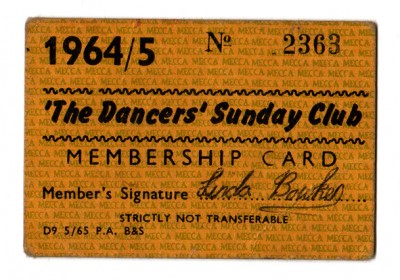 1964/5 Nº 2363
'The Dancers' Sunday Club
MEMBERSHIP CARD
Member's Signature Linda
STRICTLY NOT TRANSFERABLE
D9 5/65 P.A. B&S